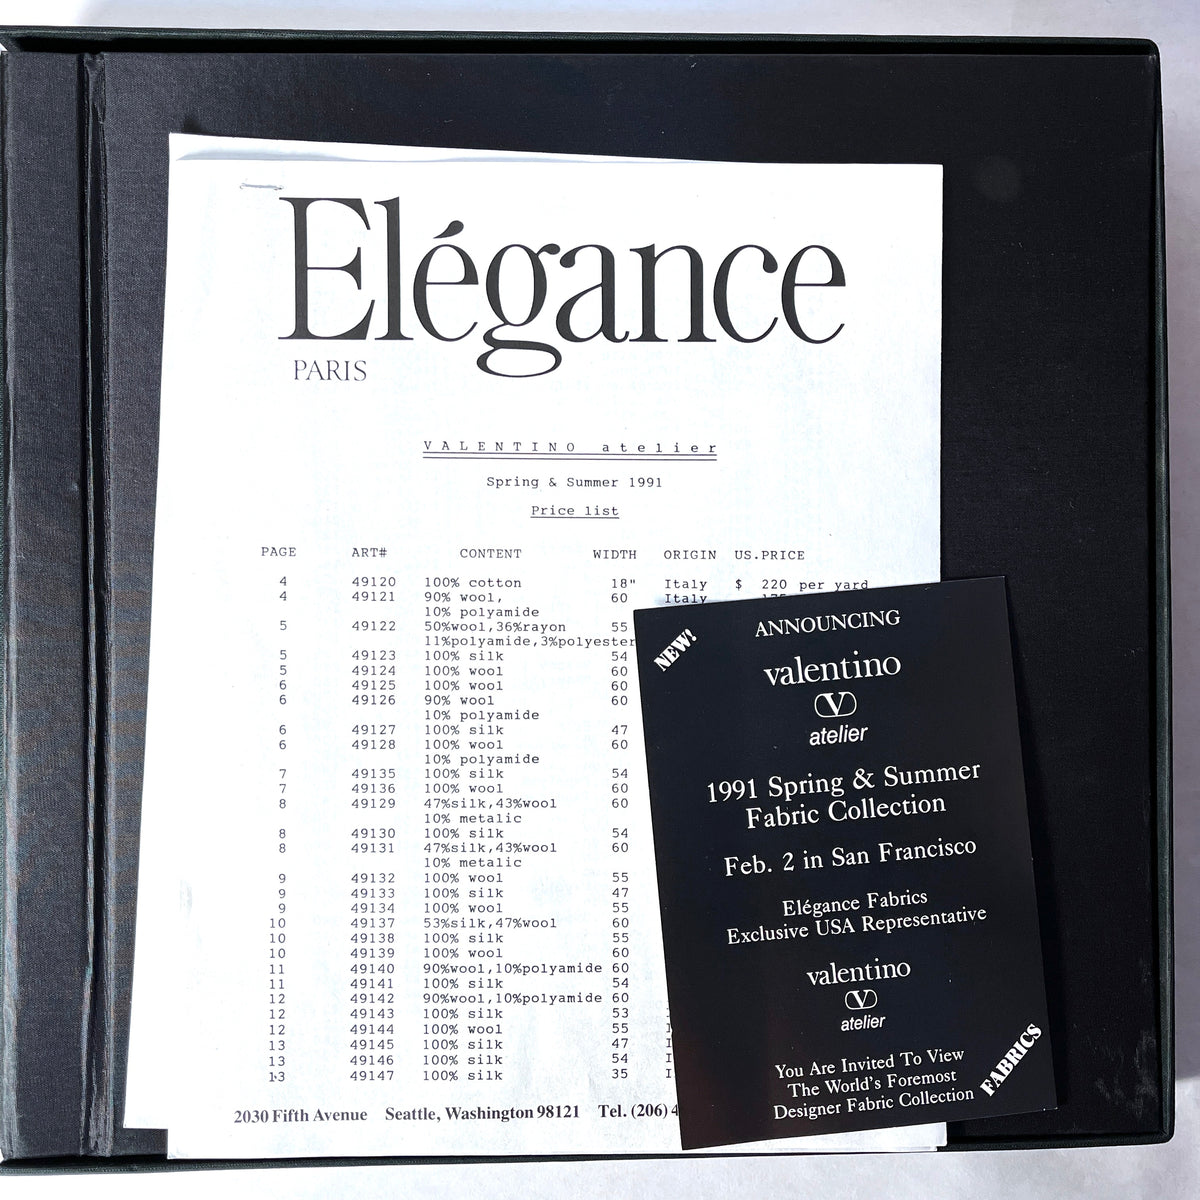 Elégance
PARIS
VALENTINO atelier
Spring & Summer 1991
Price list
PAGE ART# CONTENT WIDTH ORIGIN US.PRICE
4 49120 100% cotton 18" Italy $ 220 per yard
4 49121 90% wool, 60 Italy
10% polyamide
5 49122 50%wool,36%rayon 55
11%polyamide,3%polyester
5 49123 100% silk 54
5 49124 100% wool 60
6 49125 100% wool 60
6 49126 90% wool 60
10% polyamide
6 49127 100% silk 47
6 49128 100% wool 60
10% polyamide
7 49135 100% silk 54
7 49136 100% wool 60
8 49129 47%silk,43%wool 60
10% metalic
8 49130 100% silk 54
8 49131 47%silk,43%wool 60
10% metalic
9 49132 100% wool 55
9 49133 100% silk 47
9 49134 100% wool 55
10 49137 53%silk,47%wool 60
10 49138 100% silk 55
10 49139 100% wool 60
11 49140 90%wool,10%polyamide 60
11 49141 100% silk 54
12 49142 90%wool,10%polyamide 60
12 49143 100% silk 53
12 49144 100% wool 55
13 49145 100% silk 47
13 49146 100% silk 54
13 49147 100% silk 35
2030 Fifth Avenue Seattle, Washington 98121 Tel. (206) 4
NEW!
ANNOUNCING
valentino
V
atelier
1991 Spring & Summer
Fabric Collection
Feb. 2 in San Francisco
Elégance Fabrics
Exclusive USA Representative
valentino
V
atelier
You Are Invited To View
The World's Foremost
Designer Fabric Collection
FABRICS